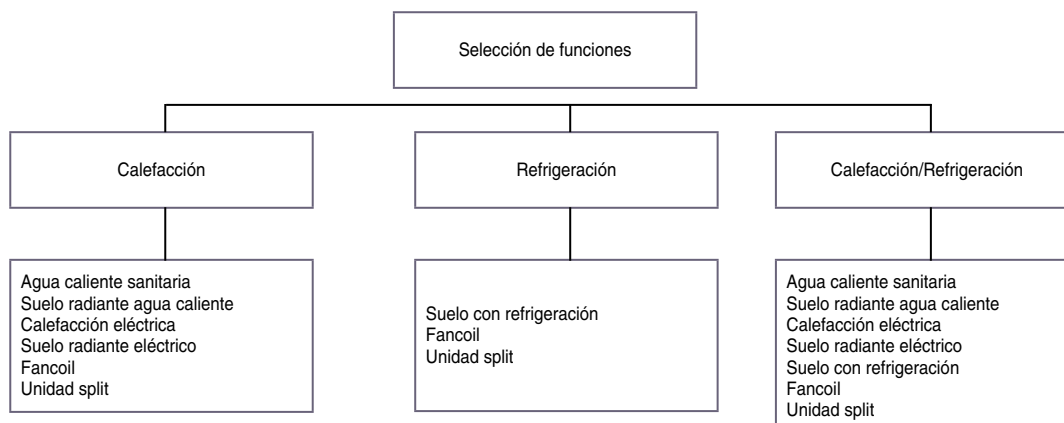 Selección de funciones
Calefacción
Refrigeración
Calefacción/Refrigeración
Agua caliente sanitaria
Suelo radiante agua caliente
Calefacción eléctrica
Suelo radiante eléctrico
Fancoil
Unidad split
Suelo con refrigeración
Fancoil
Unidad split
Agua caliente sanitaria
Suelo radiante agua caliente
Calefacción eléctrica
Suelo radiante eléctrico
Suelo con refrigeración
Fancoil
Unidad split